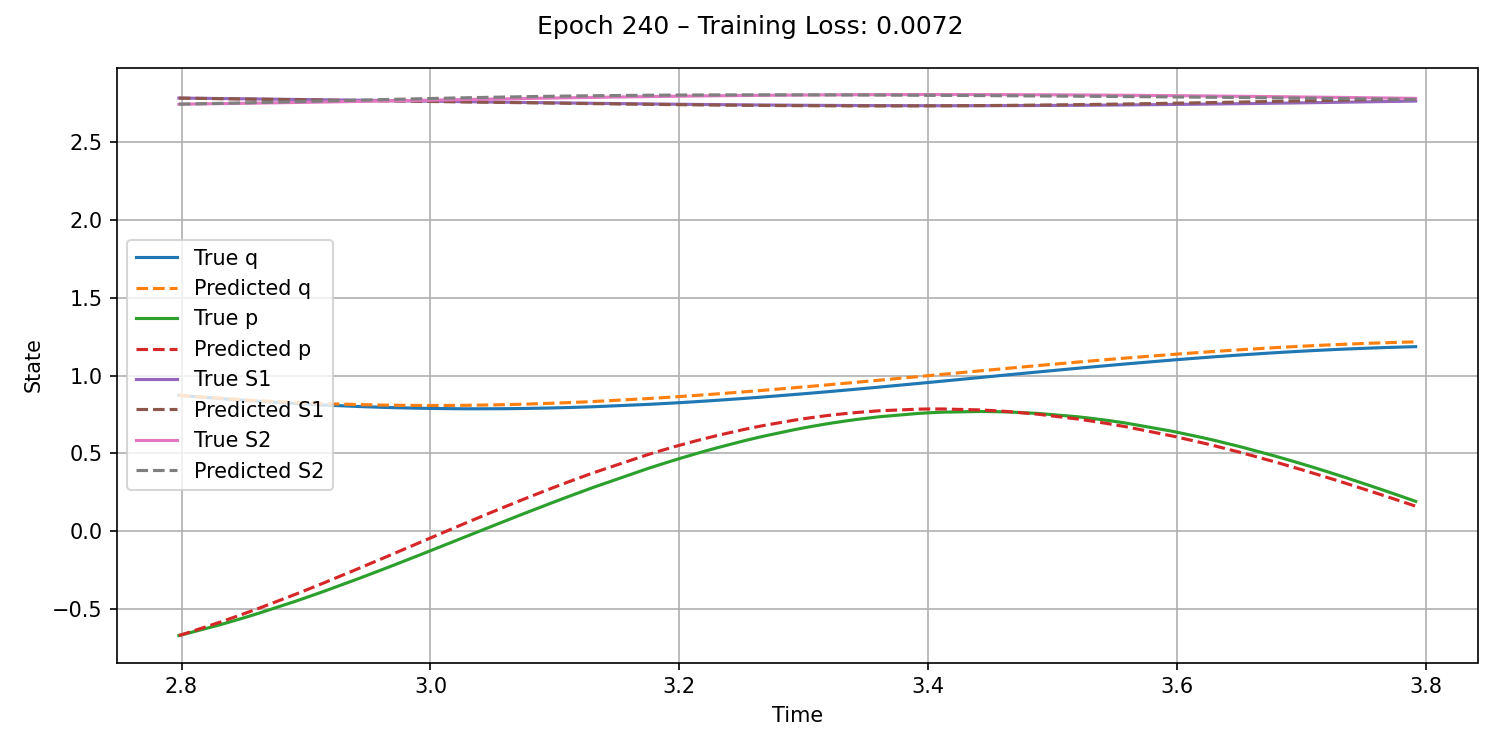 Epoch 240 – Training Loss: 0.0072
2.5
2.0
1.5
1.0
0.5
0.0
−0.5
State
True q
Predicted q
True p
Predicted p
True S1
Predicted S1
True S2
Predicted S2
2.8 3.0 3.2 3.4 3.6 3.8
Time